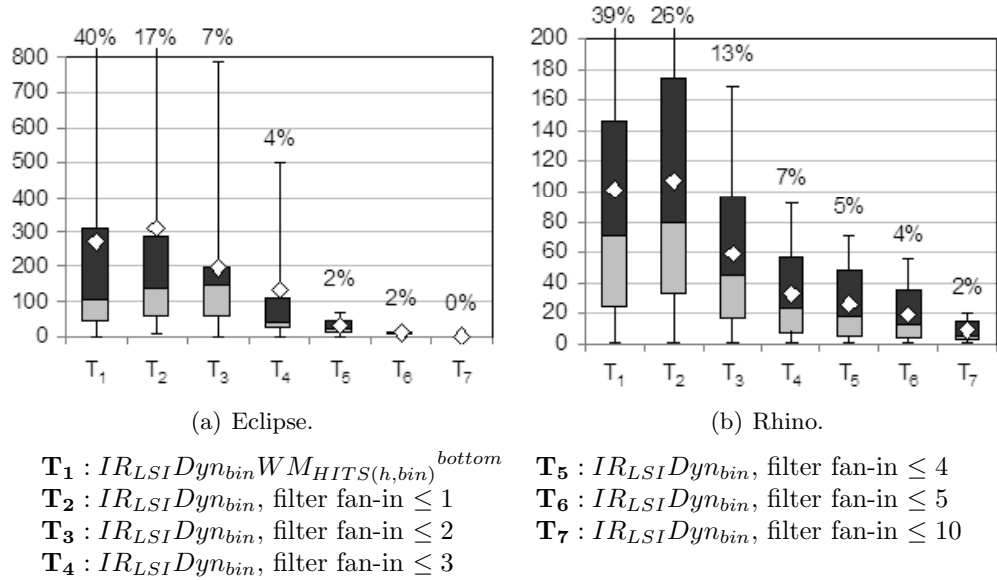 40% 17% 7%
800
700
600
500
400
300
200
100
0
4%
2% 2% 0%
T1 T2 T3 T4 T5 T6 T7
(a) Eclipse.
39% 26%
200
180
160
140
120
100
80
60
40
20
0
13%
7%
5%
4%
2%
T1 T2 T3 T4 T5 T6 T7
(b) Rhino.
T1 : IR_LSI Dyn_bin WM_HITS(h,bin)^bottom
T2 : IR_LSI Dyn_bin, filter fan-in ≤ 1
T3 : IR_LSI Dyn_bin, filter fan-in ≤ 2
T4 : IR_LSI Dyn_bin, filter fan-in ≤ 3
T5 : IR_LSI Dyn_bin, filter fan-in ≤ 4
T6 : IR_LSI Dyn_bin, filter fan-in ≤ 5
T7 : IR_LSI Dyn_bin, filter fan-in ≤ 10